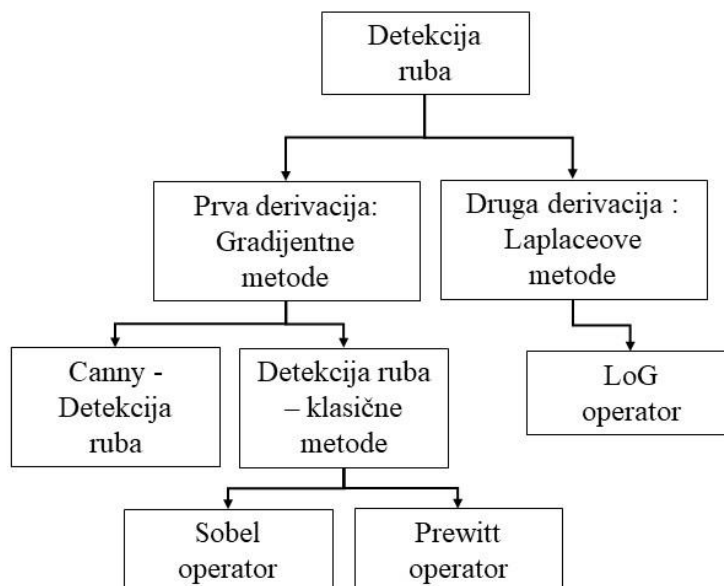 Detekcija
ruba
Prva derivacija:
Gradijentne
metode
Druga derivacija :
Laplaceove
metode
Canny -
Detekcija
ruba
Detekcija ruba
– klasične
metode
LoG
operator
Sobel
operator
Prewitt
operator